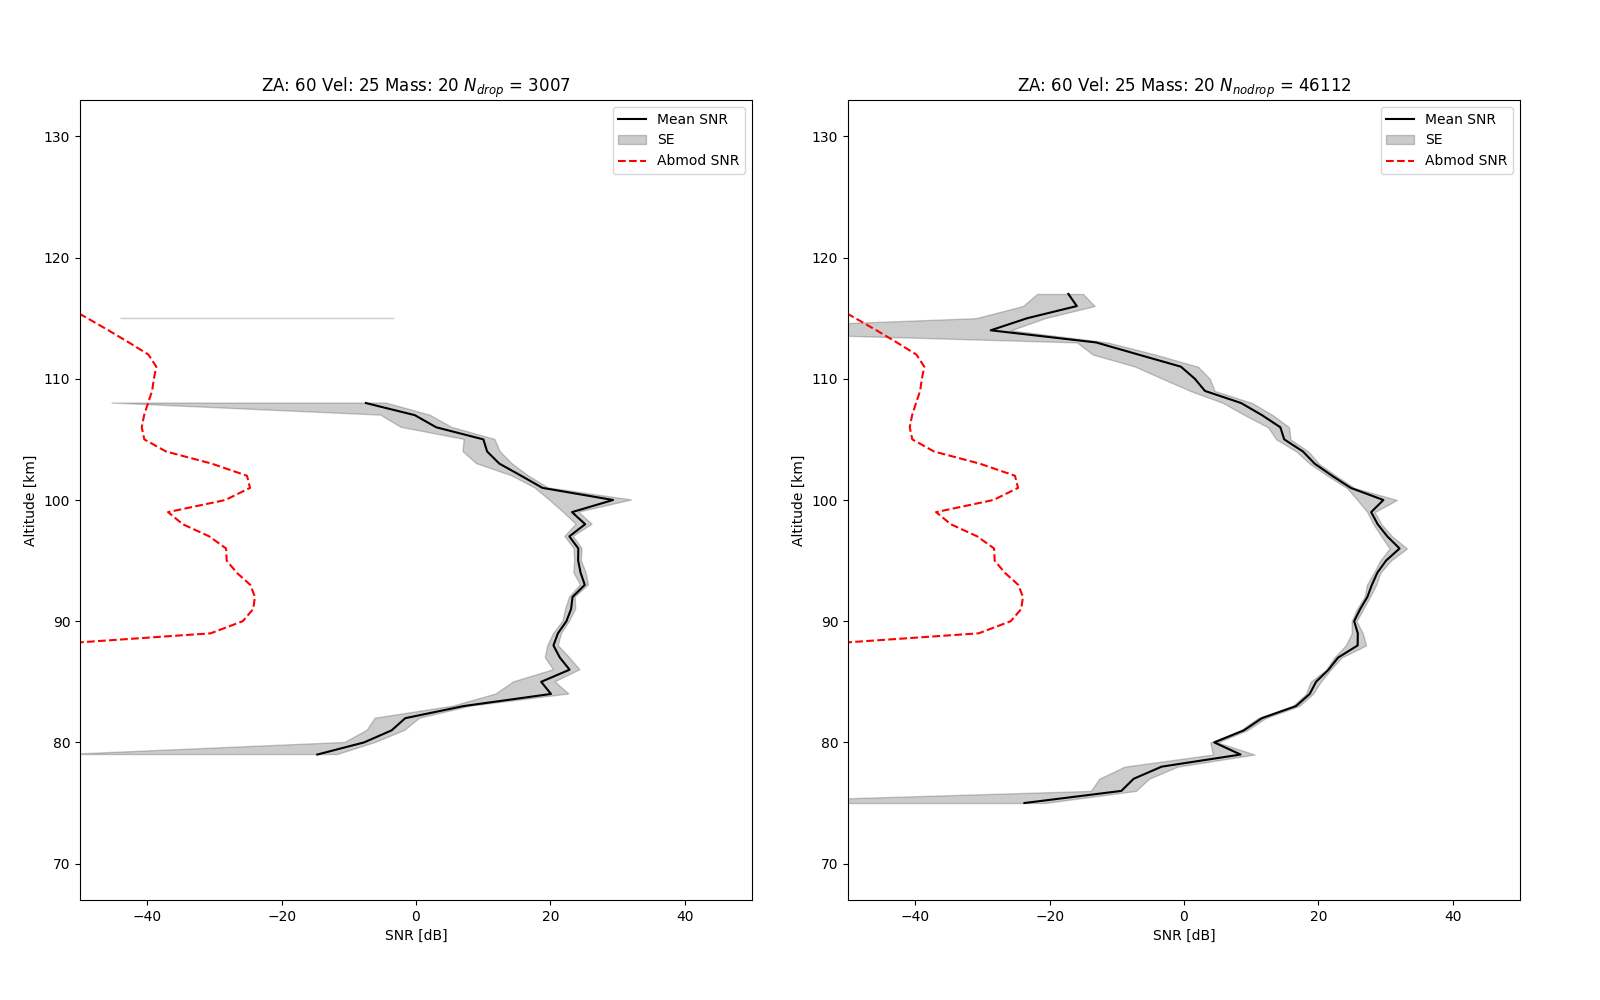 ZA: 60 Vel: 25 Mass: 20 N_drop = 3007
Mean SNR
SE
Abmod SNR
130
120
110
100
90
80
70
Altitude [km]
−40
−20
0
20
40
SNR [dB]
ZA: 60 Vel: 25 Mass: 20 N_nodrop = 46112
Mean SNR
SE
Abmod SNR
130
120
110
100
90
80
70
Altitude [km]
−40
−20
0
20
40
SNR [dB]